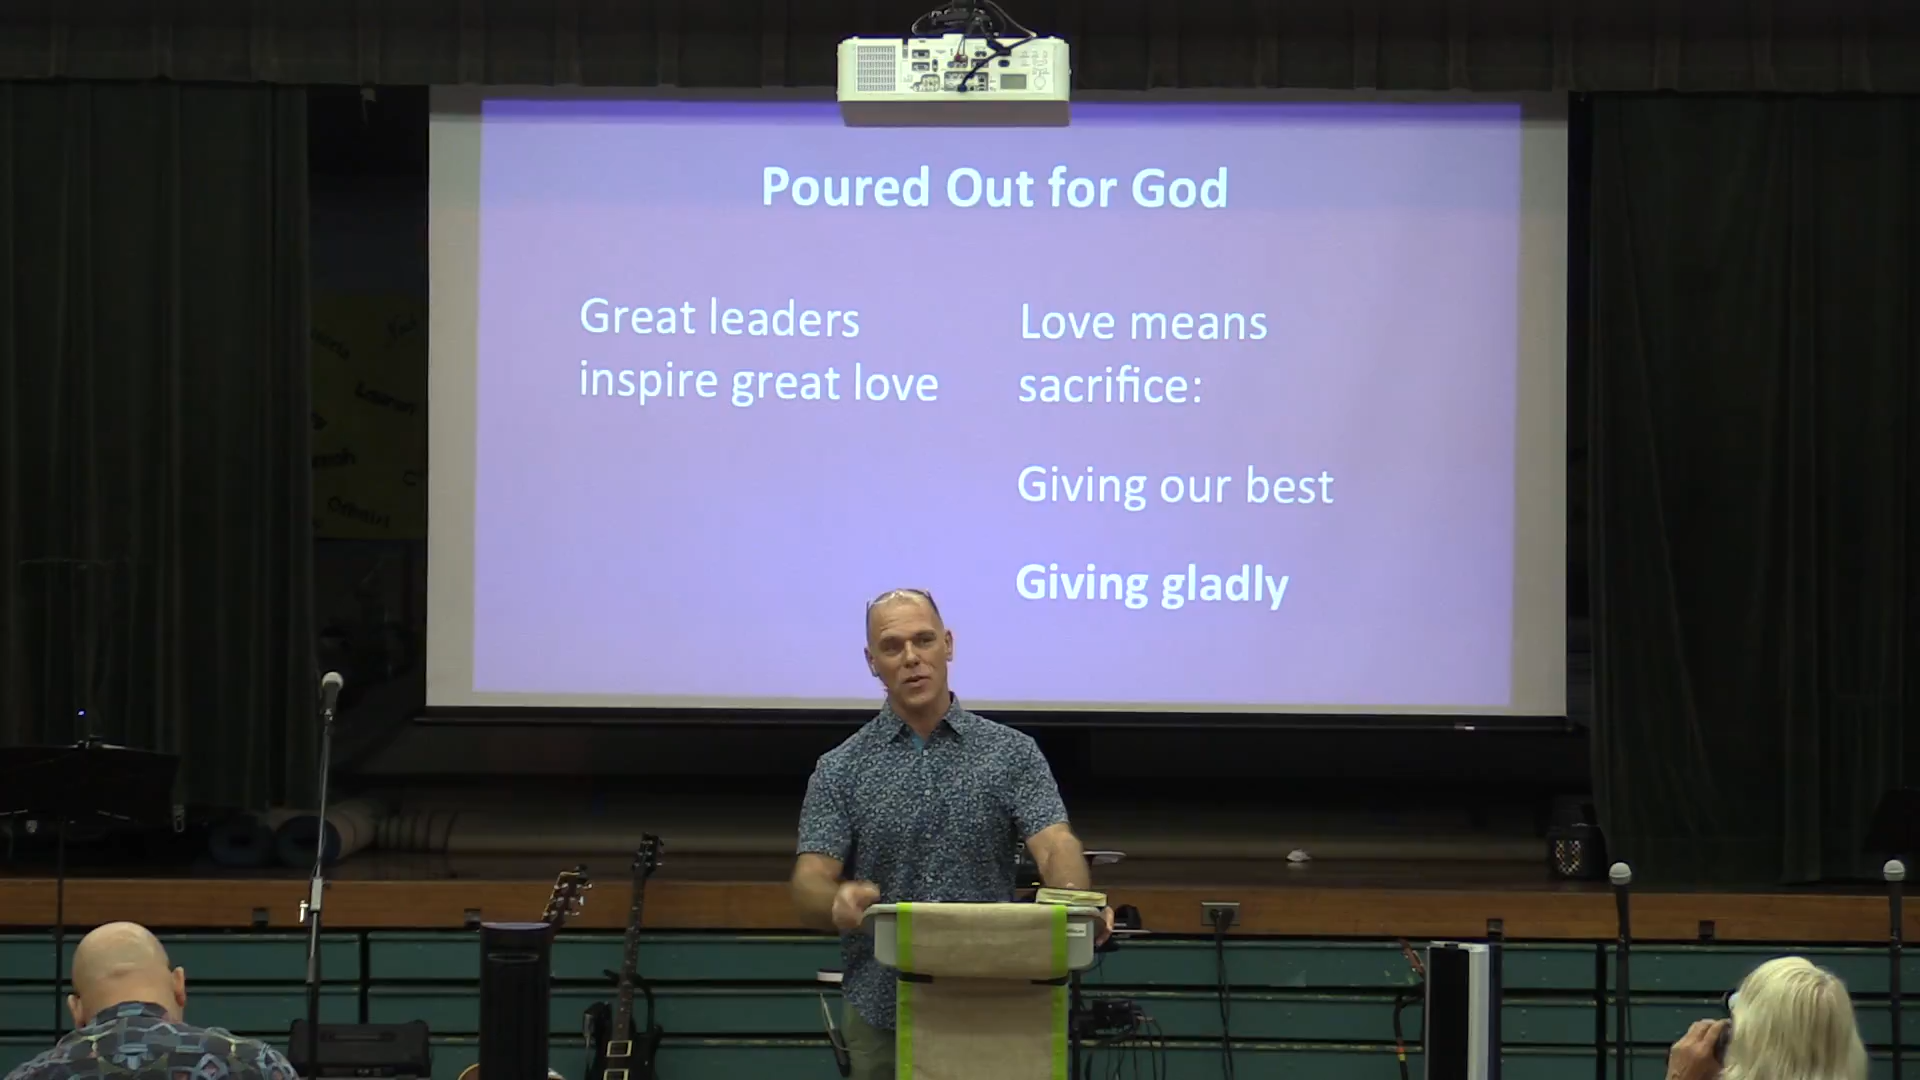 Poured Out for God
Great leaders
inspire great love
Love means
sacrifice:
Giving our best
Giving gladly